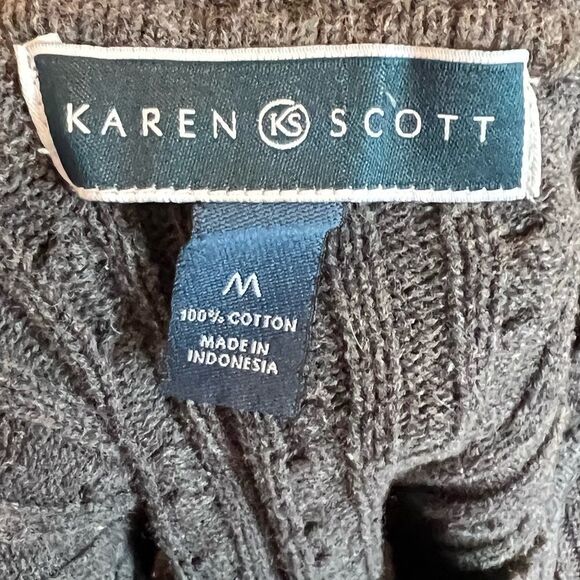 KAREN KS SCOTT
M
100% COTTON
MADE IN
INDONESIA